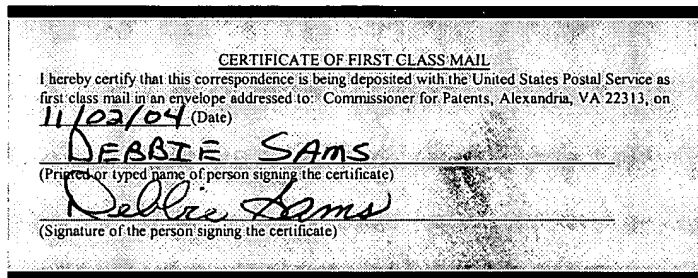 CERTIFICATE OF FIRST CLASS MAIL
I hereby certify that this correspondence is being deposited with the United States Postal Service as
first class mail in an envelope addressed to: Commissioner for Patents, Alexandria, VA 22313, on
11/02/04 (Date)
DEBBIE SAMS
(Printed or typed name of person signing the certificate)
Debbie Sams
(Signature of the person signing the certificate)